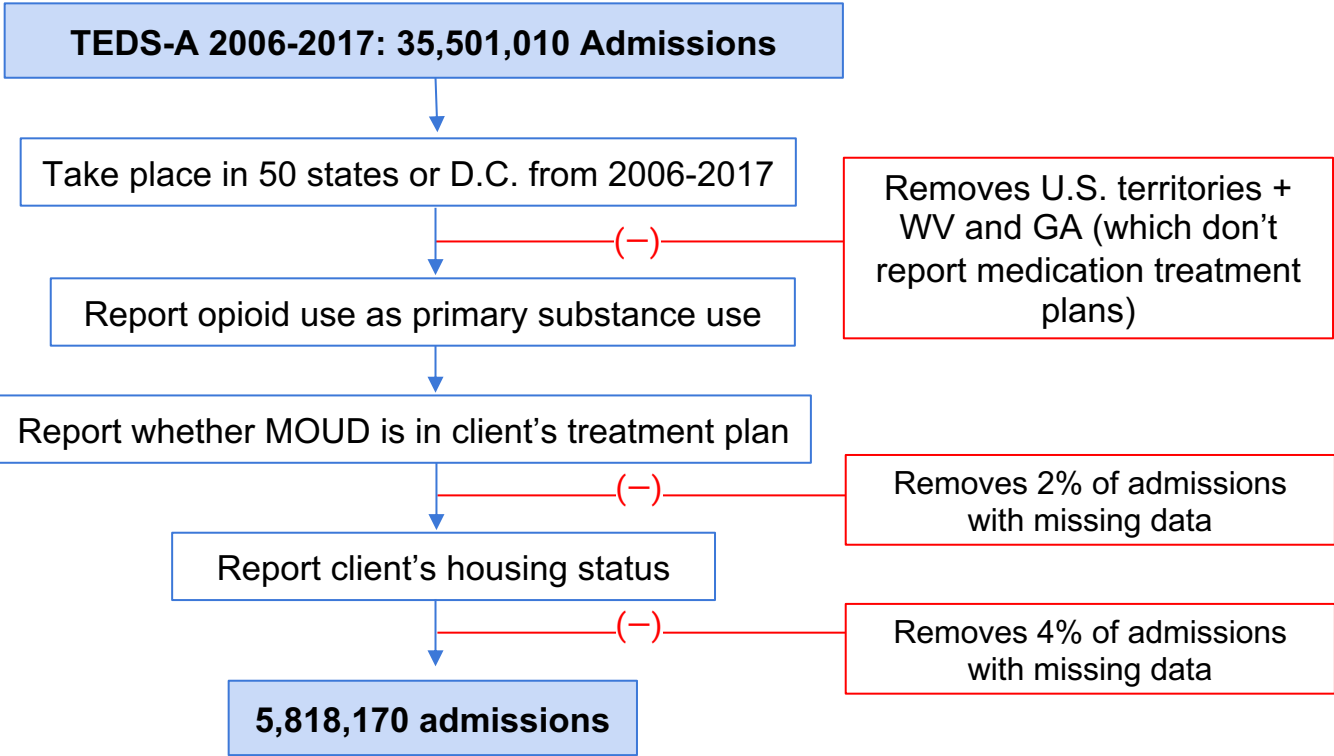 TEDS-A 2006-2017: 35,501,010 Admissions
Take place in 50 states or D.C. from 2006-2017
Removes U.S. territories +
WV and GA (which don’t
report medication treatment
plans)
(−)
Report opioid use as primary substance use
Report whether MOUD is in client’s treatment plan
(−)
Removes 2% of admissions
with missing data
Report client’s housing status
(−)
Removes 4% of admissions
with missing data
5,818,170 admissions